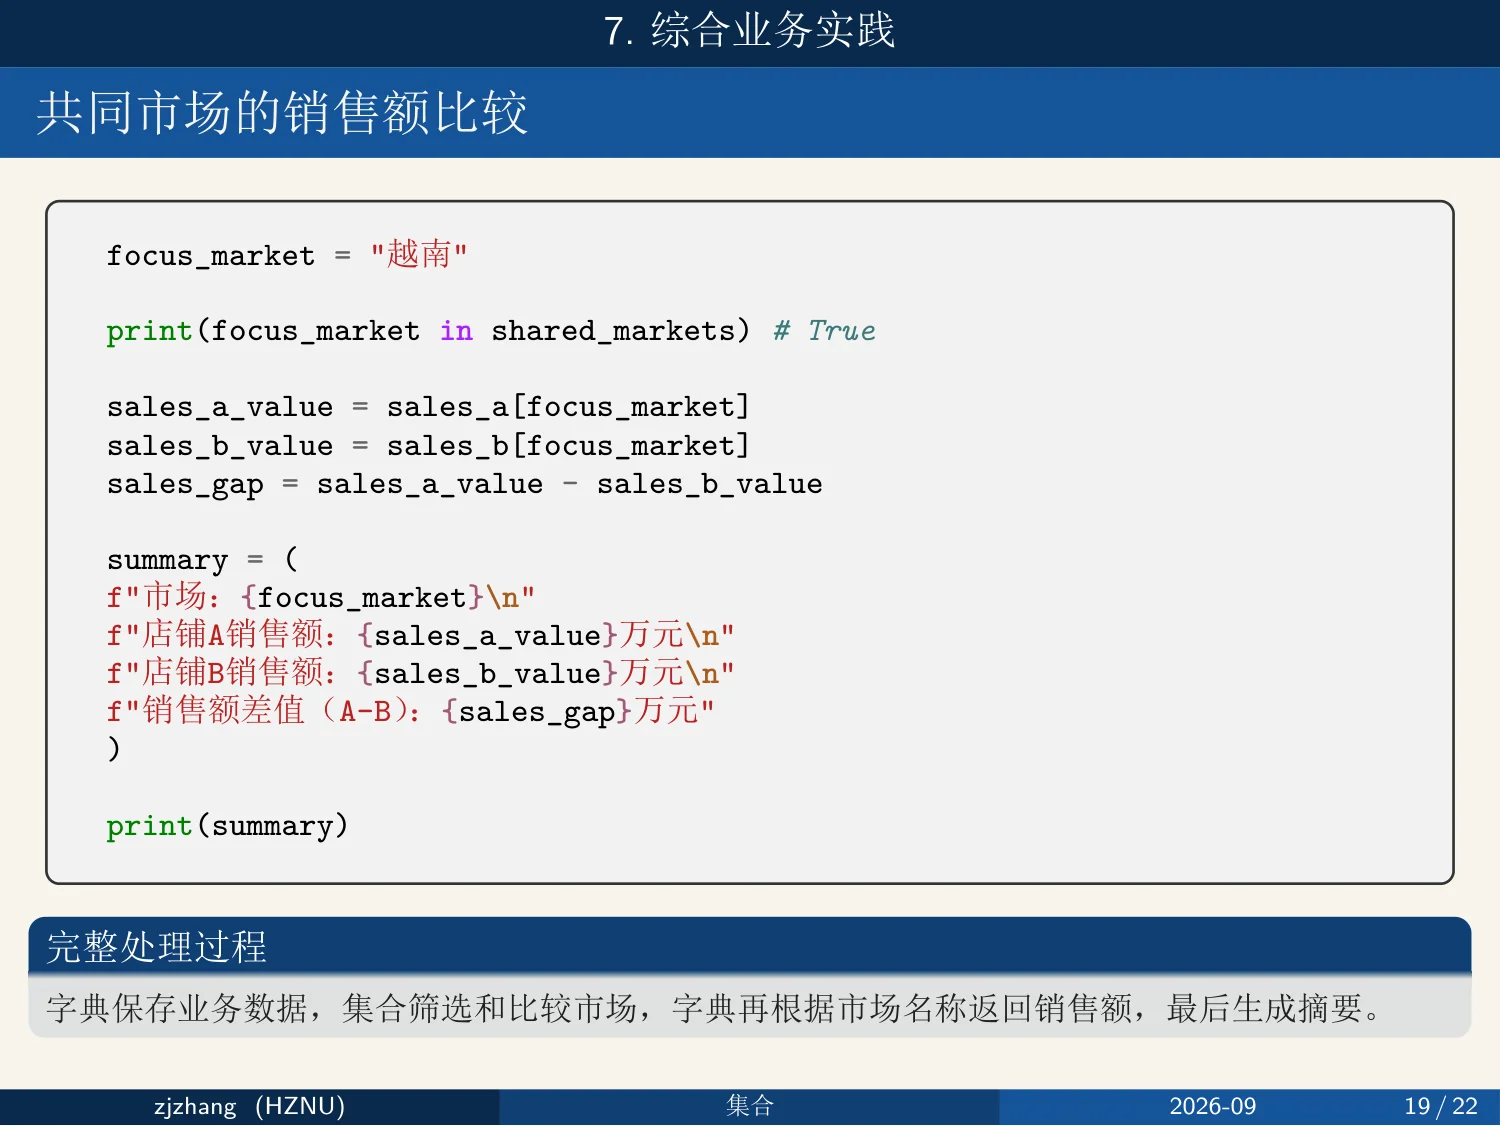 7. 综合业务实践
共同市场的销售额比较
focus_market = "越南"
print(focus_market in shared_markets) # True
sales_a_value = sales_a[focus_market]
sales_b_value = sales_b[focus_market]
sales_gap = sales_a_value - sales_b_value
summary = (
f"市场：{focus_market}\n"
f"店铺A销售额：{sales_a_value}万元\n"
f"店铺B销售额：{sales_b_value}万元\n"
f"销售额差值（A-B）：{sales_gap}万元"
)
print(summary)
完整处理过程
字典保存业务数据，集合筛选和比较市场，字典再根据市场名称返回销售额，最后生成摘要。
zjzhang (HZNU) 集合 2026-09 19 / 22